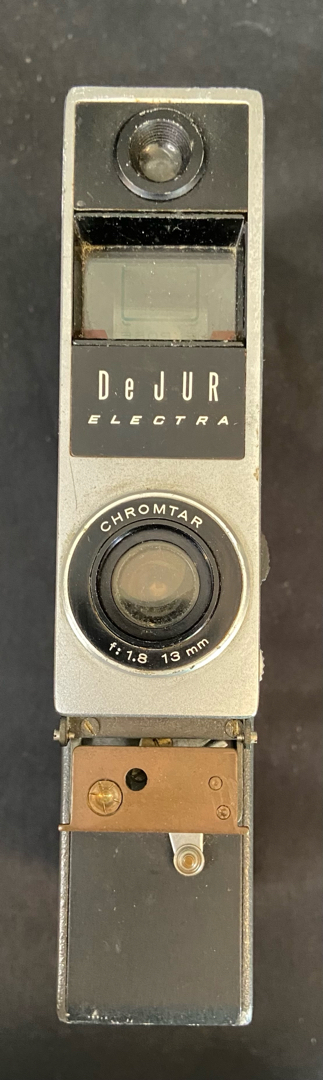 DeJUR
ELECTRA
CHROMTAR
f:1.8 13 mm